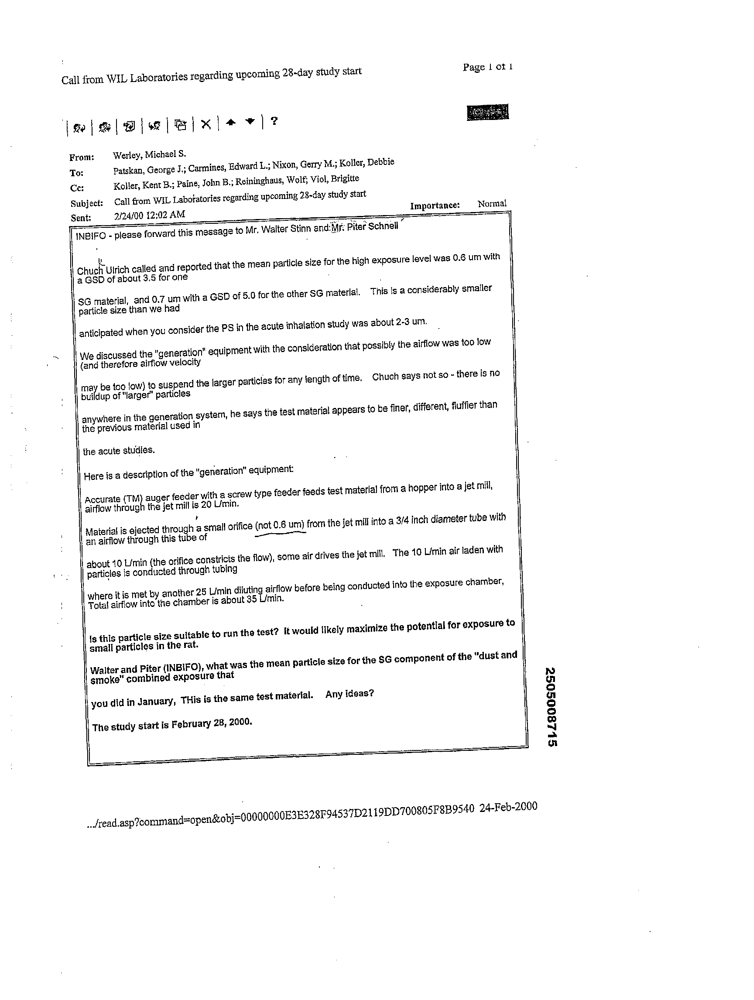 Call from WIL Laboratories regarding upcoming 28-day study start
Page 1 of 1
?
From: Werley, Michael S.
To: Patskan, George J.; Carmines, Edward L.; Nixon, Gerry M.; Koller, Debbie
Cc: Koller, Kent B.; Paine, John B.; Reininghaus, Wolf; Viol, Brigitte
Subject: Call from WIL Laboratories regarding upcoming 28-day study start
Sent: 2/24/00 12:02 AM
Importance: Normal
INBIFO - please forward this message to Mr. Walter Stinn and Mr. Piter Schnell
k
Chuch Ulrich called and reported that the mean particle size for the high exposure level was 0.6 um with
a GSD of about 3.5 for one
SG material, and 0.7 um with a GSD of 5.0 for the other SG material. This is a considerably smaller
particle size than we had
anticipated when you consider the PS in the acute inhalation study was about 2-3 um.
We discussed the "generation" equipment with the consideration that possibly the airflow was too low
(and therefore airflow velocity
may be too low) to suspend the larger particles for any length of time. Chuch says not so - there is no
buildup of "larger" particles
anywhere in the generation system, he says the test material appears to be finer, different, fluffier than
the previous material used in
the acute studies.
Here is a description of the "generation" equipment:
Accurate (TM) auger feeder with a screw type feeder feeds test material from a hopper into a jet mill,
airflow through the jet mill is 20 L/min.
Material is ejected through a small orifice (not 0.6 um) from the jet mill into a 3/4 inch diameter tube with
an airflow through this tube of
about 10 L/min (the orifice constricts the flow), some air drives the jet mill. The 10 L/min air laden with
particles is conducted through tubing
where it is met by another 25 L/min diluting airflow before being conducted into the exposure chamber,
Total airflow into the chamber is about 35 L/min.
Is this particle size suitable to run the test? It would likely maximize the potential for exposure to
small particles in the rat.
Walter and Piter (INBIFO), what was the mean particle size for the SG component of the "dust and
smoke" combined exposure that
you did in January, THis is the same test material. Any ideas?
The study start is February 28, 2000.
2505008715
.../read.asp?command=open&obj=00000000E3E328F94537D2119DD700805F8B9540 24-Feb-2000